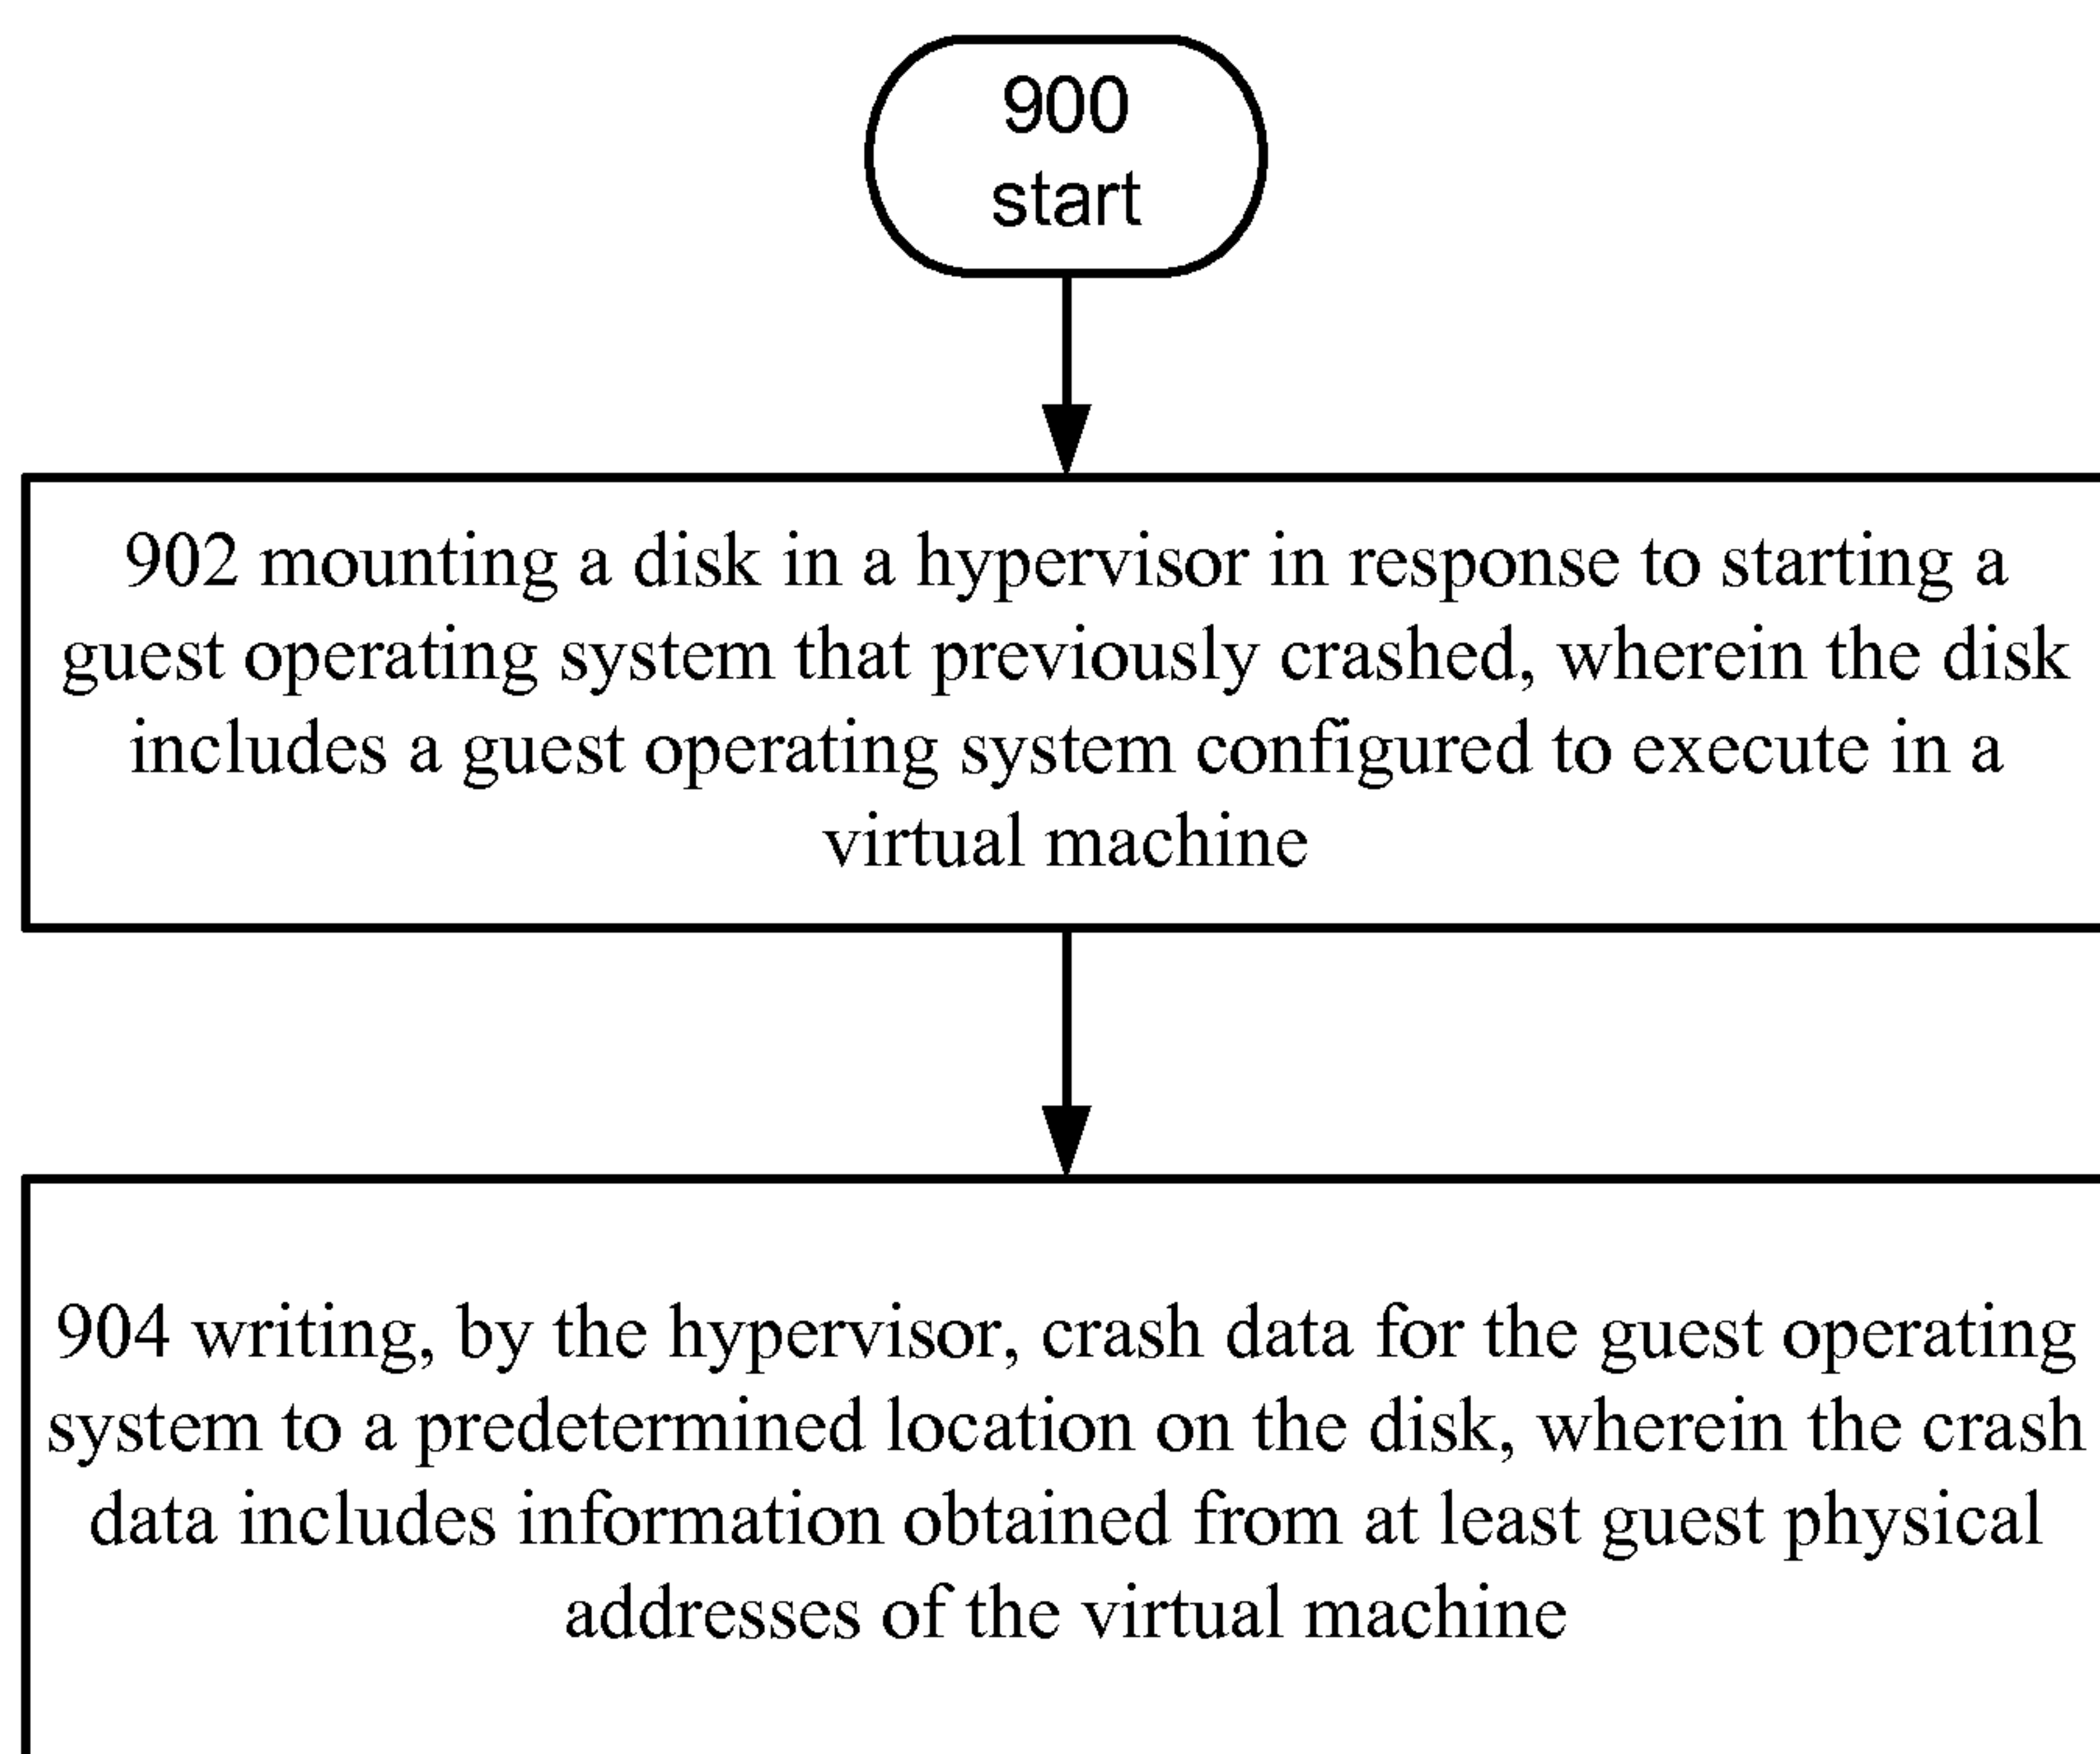 900
start
902 mounting a disk in a hypervisor in response to starting a
guest operating system that previously crashed, wherein the disk
includes a guest operating system configured to execute in a
virtual machine
904 writing, by the hypervisor, crash data for the guest operating
system to a predetermined location on the disk, wherein the crash
data includes information obtained from at least guest physical
addresses of the virtual machine